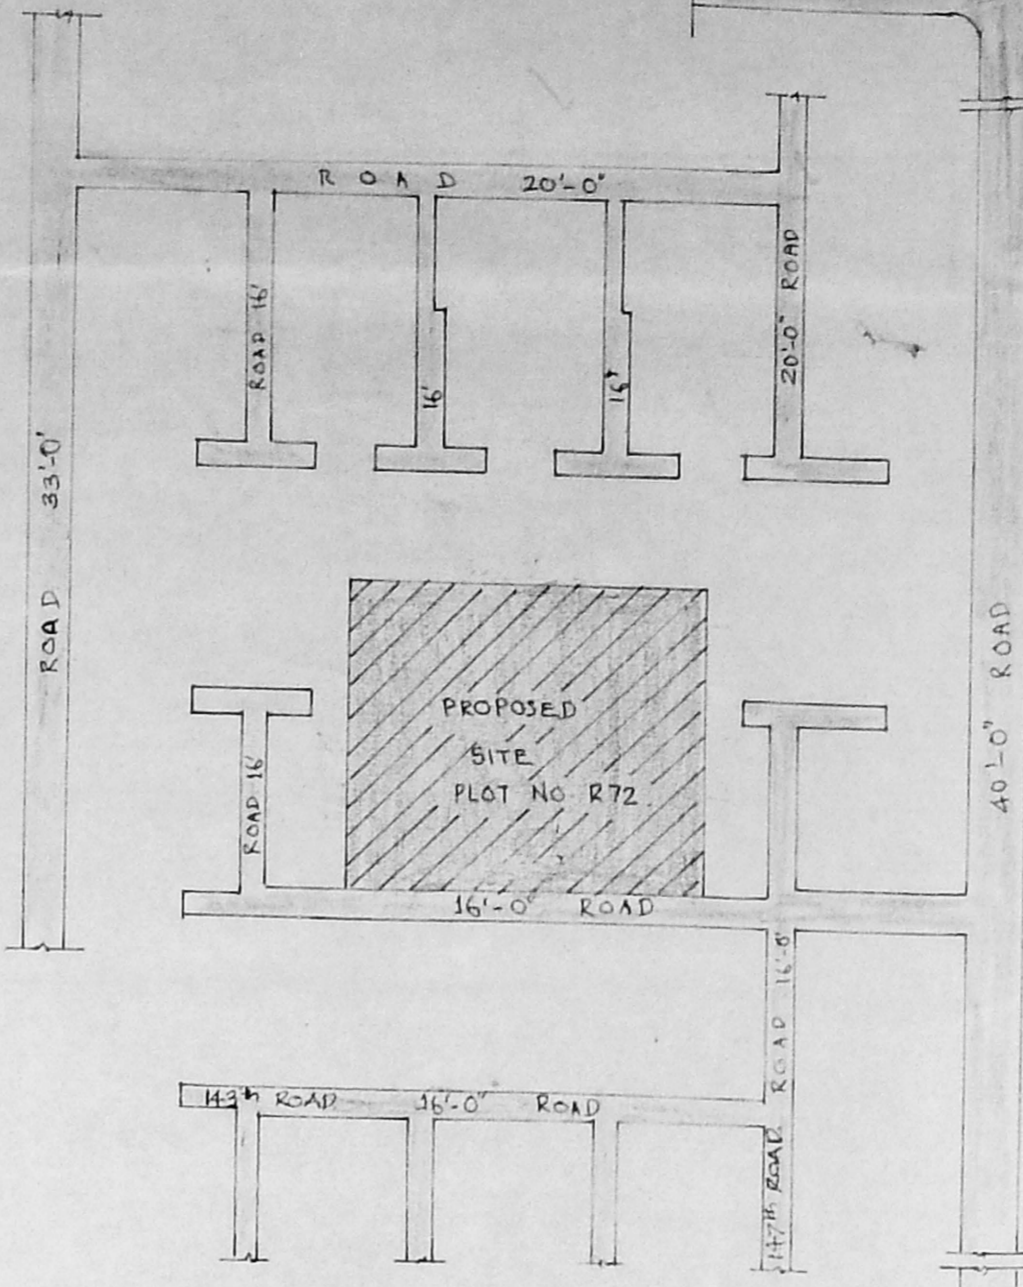 ROAD 20'-0"
20'-0" ROAD
ROAD 16'
16'
16'
ROAD 33'-0'
40'-0" ROAD
PROPOSED
SITE
PLOT NO R72
ROAD 16'
16'-0" ROAD
ROAD 16'-0'
143th ROAD 16'-0" ROAD
147th ROAD